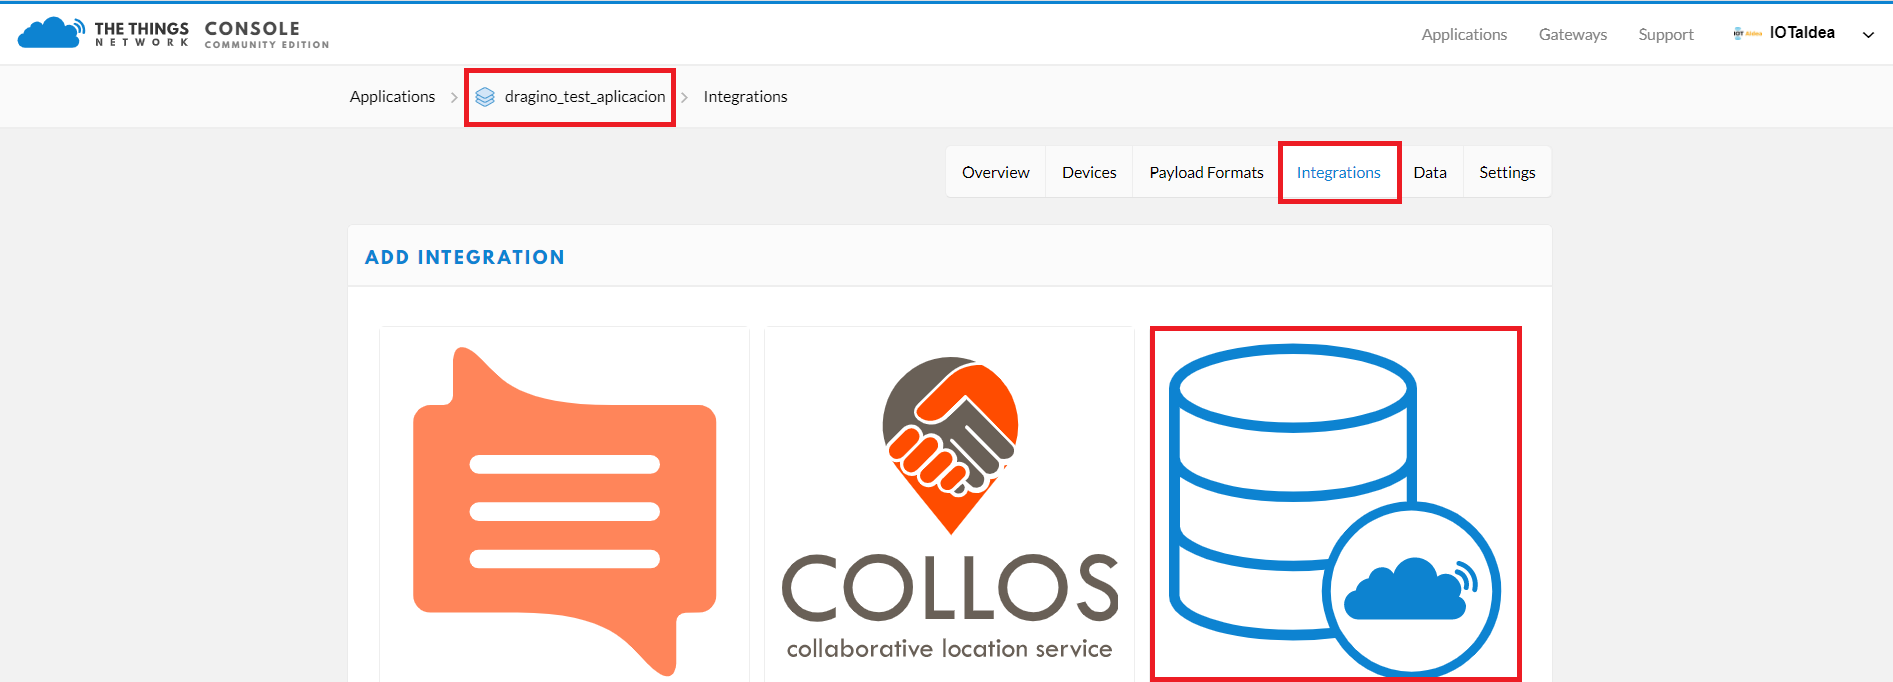 THE THINGS
NETWORK
CONSOLE
COMMUNITY EDITION
Applications Gateways Support IOTaldea
Applications > dragino_test_aplicacion > Integrations
Overview Devices Payload Formats Integrations Data Settings
ADD INTEGRATION
COLLOS
collaborative location service